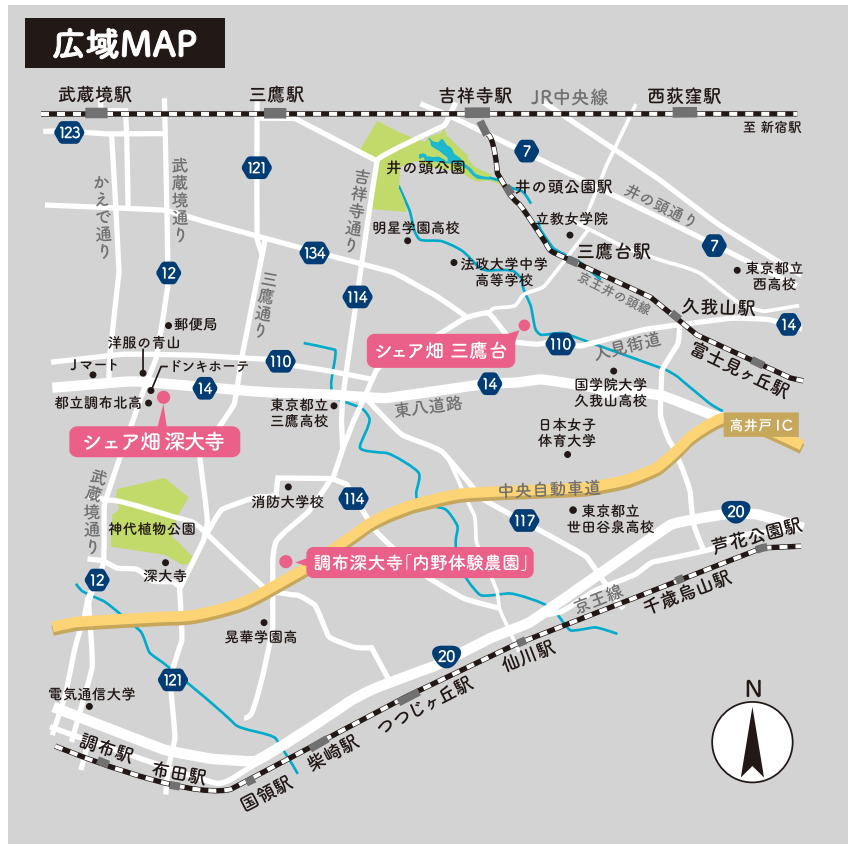 広域MAP
武蔵境駅
三鷹駅
吉祥寺駅
JR中央線
西荻窪駅
至 新宿駅
123
121
7
武蔵境通り
かえで通り
吉祥寺通り
井の頭公園
井の頭公園駅
井の頭通り
立教女学院
明星学園高校
134
三鷹台駅
7
法政大学中学
高等学校
東京都立
西高校
12
三鷹通り
114
京王井の頭線
久我山駅
14
郵便局
洋服の青山
シェア畑 三鷹台
110
人見街道
富士見ヶ丘駅
Jマート
ドンキホーテ
110
14
14
国学院大学
久我山高校
都立調布北高
東京都立
三鷹高校
東八道路
高井戸IC
シェア畑 深大寺
日本女子
体育大学
武蔵境通り
消防大学校
114
中央自動車道
神代植物公園
117
東京都立
世田谷泉高校
20
芦花公園駅
深大寺
調布深大寺「内野体験農園」
12
京王線
千歳烏山駅
晃華学園高
20
仙川駅
121
電気通信大学
つつじヶ丘駅
N
調布駅
布田駅
柴崎駅
国領駅